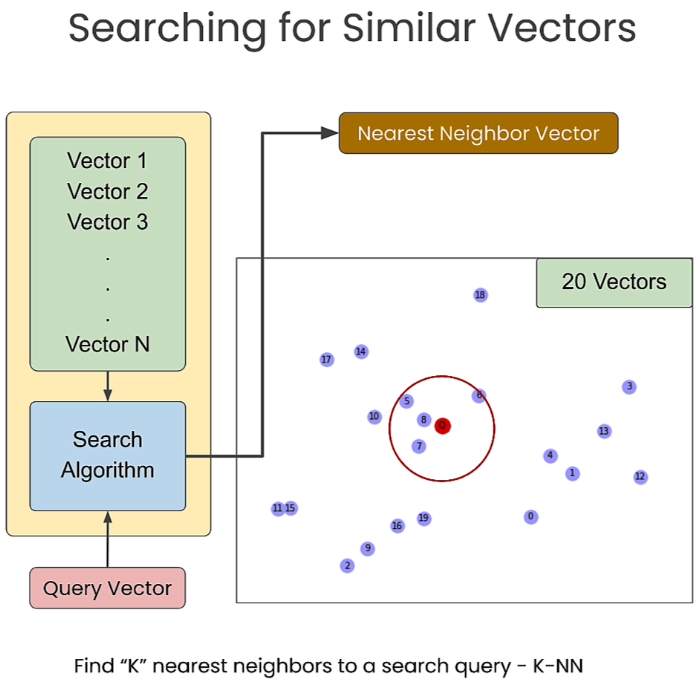 Searching for Similar Vectors
Nearest Neighbor Vector
Vector 1
Vector 2
Vector 3
.
.
.
Vector N
Search
Algorithm
Query Vector
20 Vectors
18
14
17
3
6
5
10
8
Q
13
7
4
1
12
11 15
19
0
16
9
2
Find “K” nearest neighbors to a search query - K-NN